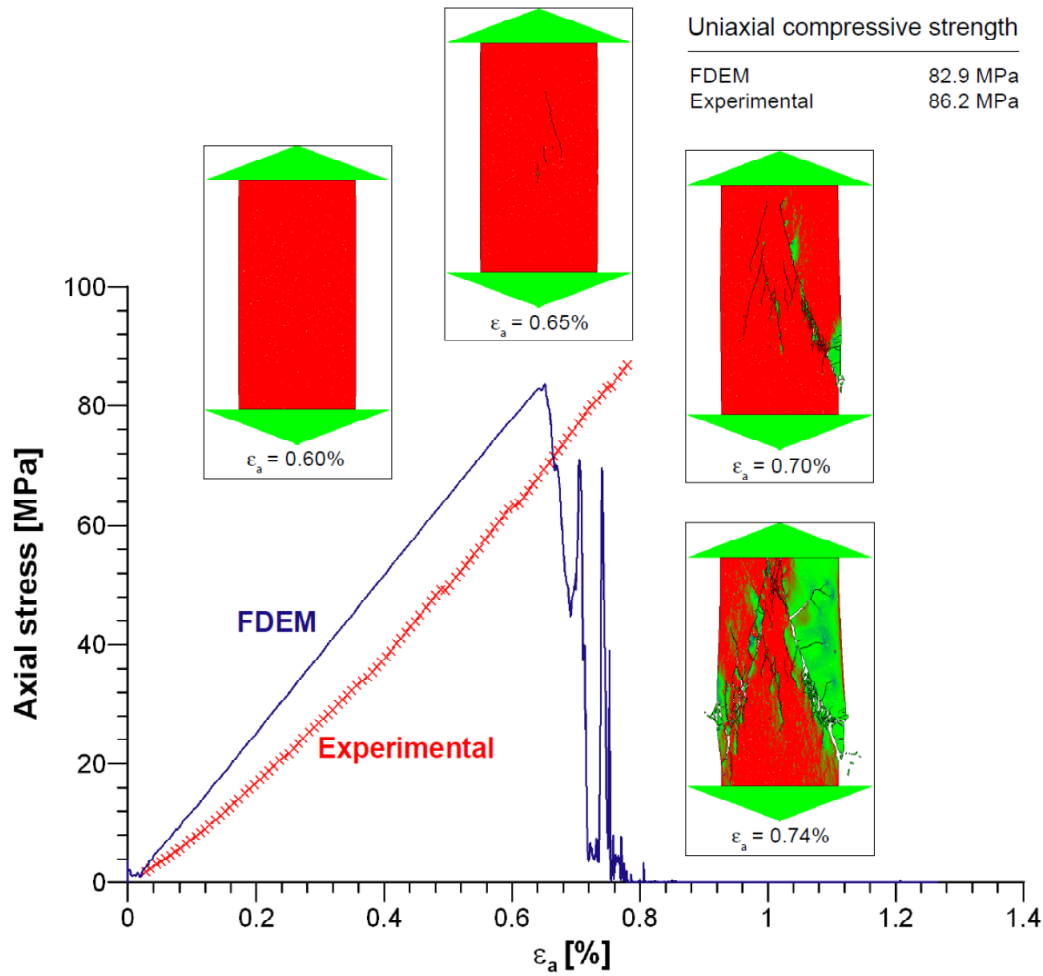 Uniaxial compressive strength
FDEM 82.9 MPa
Experimental 86.2 MPa
εa = 0.60%
εa = 0.65%
εa = 0.70%
εa = 0.74%
FDEM
Experimental
Axial stress [MPa]
100
80
60
40
20
0
0 0.2 0.4 0.6 0.8 1 1.2 1.4
εa [%]